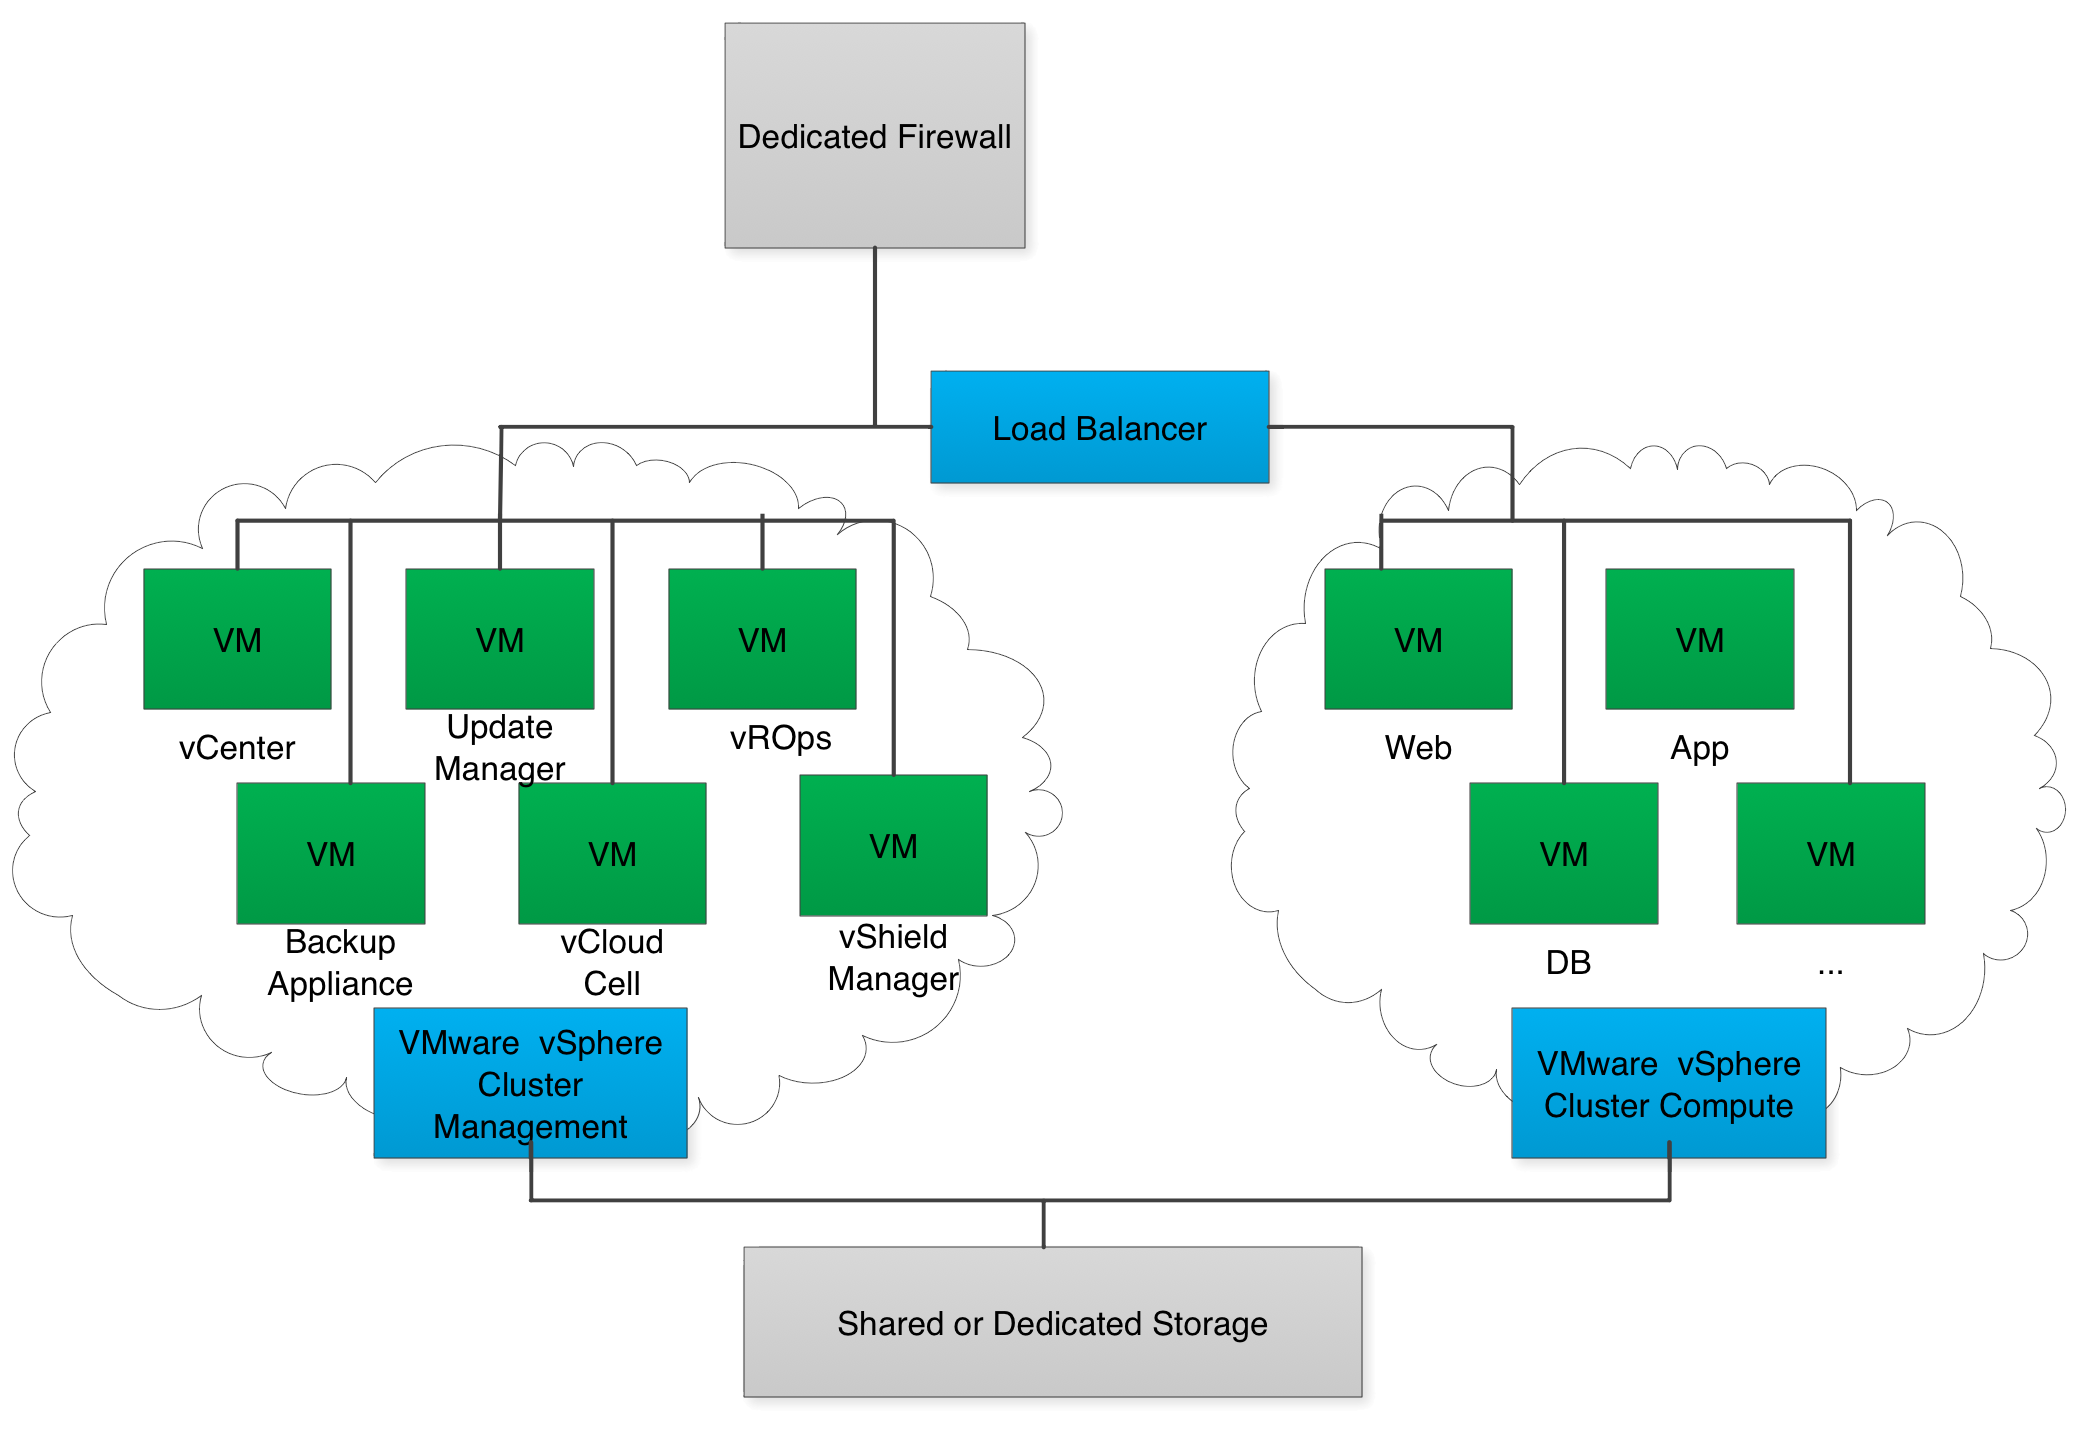 Dedicated Firewall
Load Balancer
VM
VM
VM
VM
VM
vCenter
Update
Manager
vROps
Web
App
VM
VM
VM
VM
VM
Backup
Appliance
vCloud
Cell
vShield
Manager
DB
...
VMware vSphere
Cluster
Management
VMware vSphere
Cluster Compute
Shared or Dedicated Storage